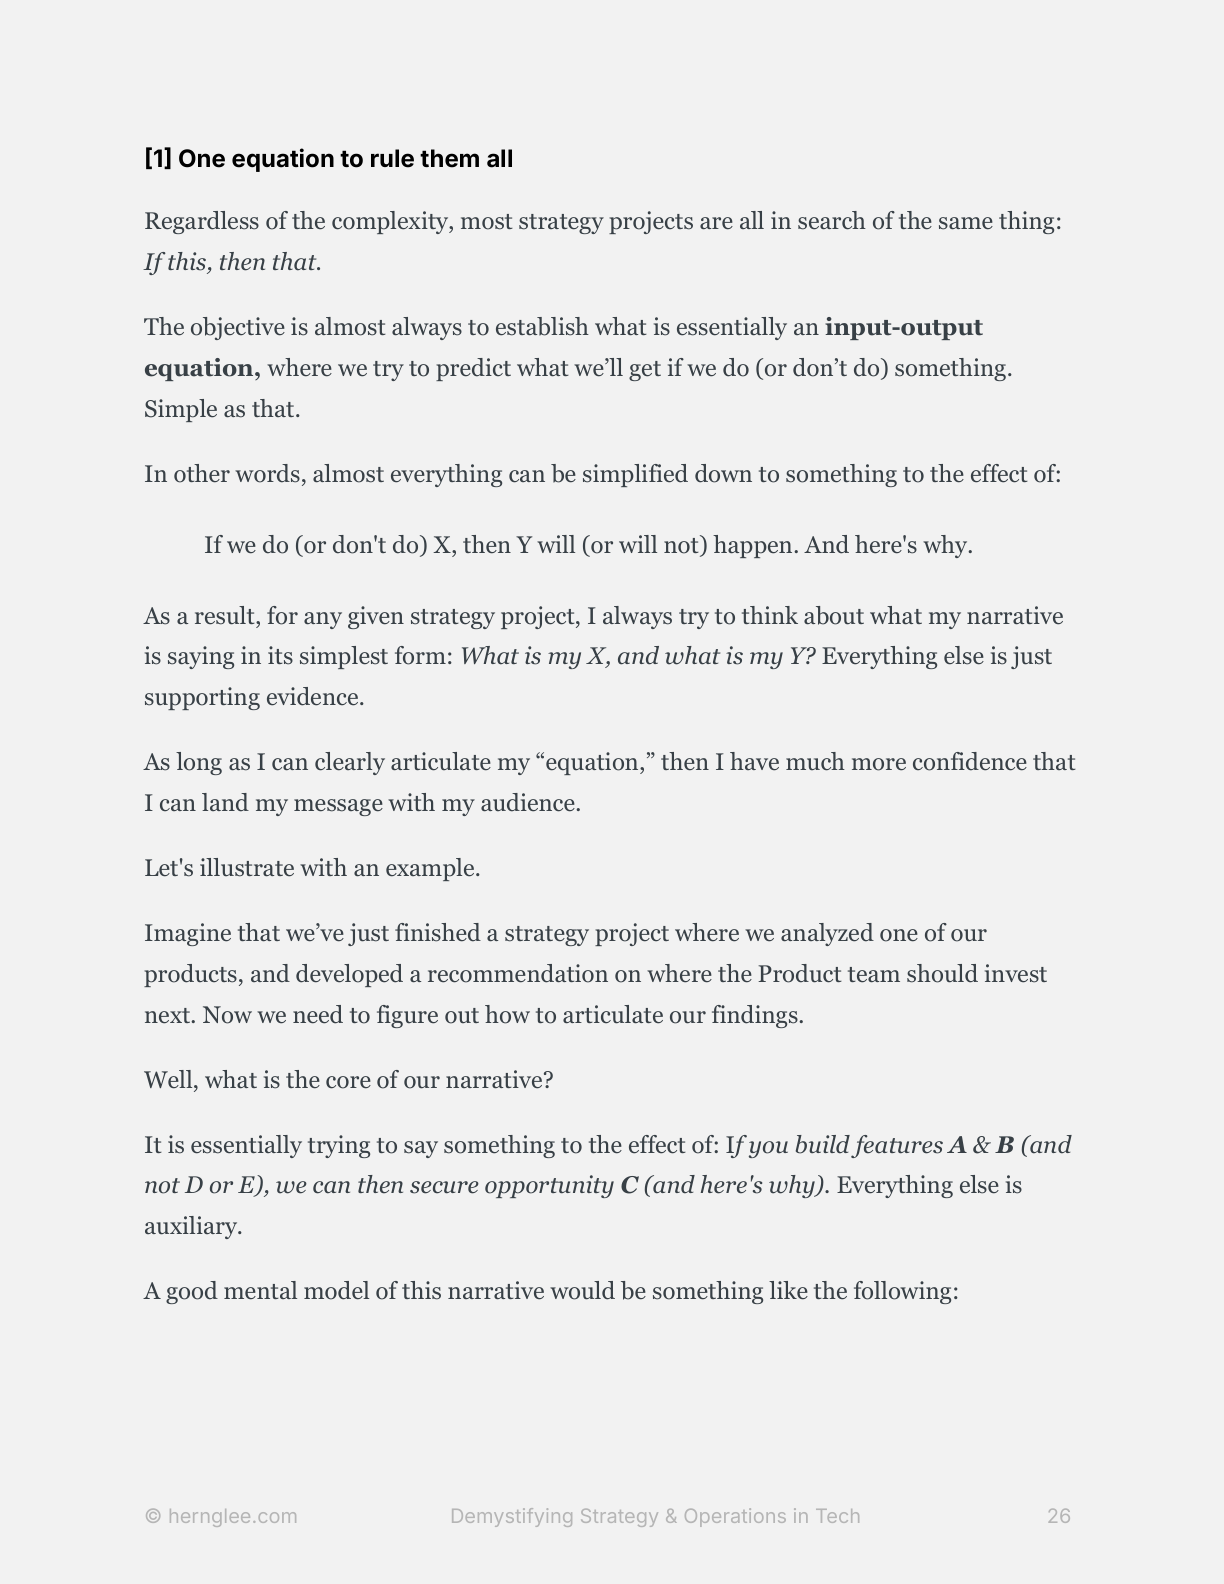 [1] One equation to rule them all
Regardless of the complexity, most strategy projects are all in search of the same thing:
If this, then that.
The objective is almost always to establish what is essentially an input-output
equation, where we try to predict what we’ll get if we do (or don’t do) something.
Simple as that.
In other words, almost everything can be simplified down to something to the effect of:
If we do (or don't do) X, then Y will (or will not) happen. And here's why.
As a result, for any given strategy project, I always try to think about what my narrative
is saying in its simplest form: What is my X, and what is my Y? Everything else is just
supporting evidence.
As long as I can clearly articulate my “equation,” then I have much more confidence that
I can land my message with my audience.
Let's illustrate with an example.
Imagine that we’ve just finished a strategy project where we analyzed one of our
products, and developed a recommendation on where the Product team should invest
next. Now we need to figure out how to articulate our findings.
Well, what is the core of our narrative?
It is essentially trying to say something to the effect of: If you build features A & B (and
not D or E), we can then secure opportunity C (and here's why). Everything else is
auxiliary.
A good mental model of this narrative would be something like the following:
© hernglee.com Demystifying Strategy & Operations in Tech 26